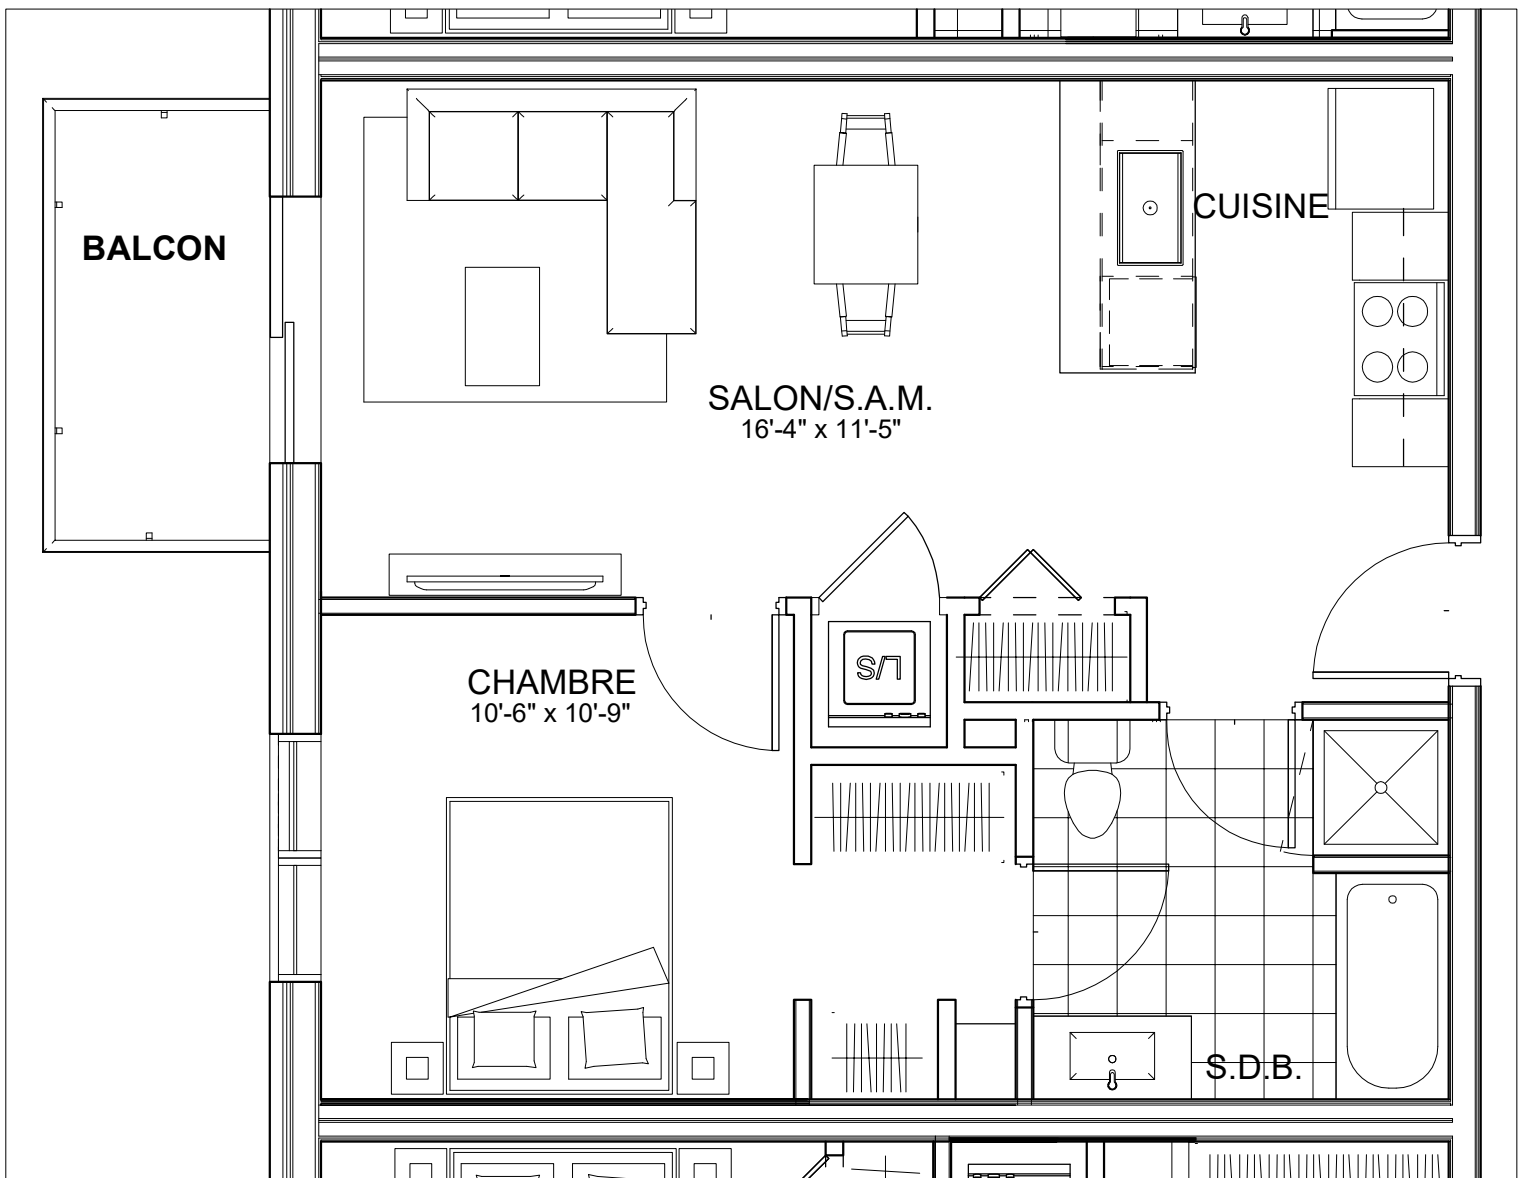 BALCON
CUISINE
SALON/S.A.M.
16'-4" x 11'-5"
L/S
CHAMBRE
10'-6" x 10'-9"
S.D.B.